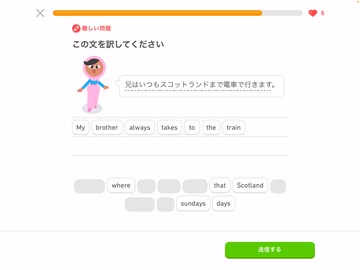 5
難しい問題
この文を訳してください
兄はいつもスコットランドまで電車で行きます。
My brother always takes to the train
where that Scotland
sundays days
送信する